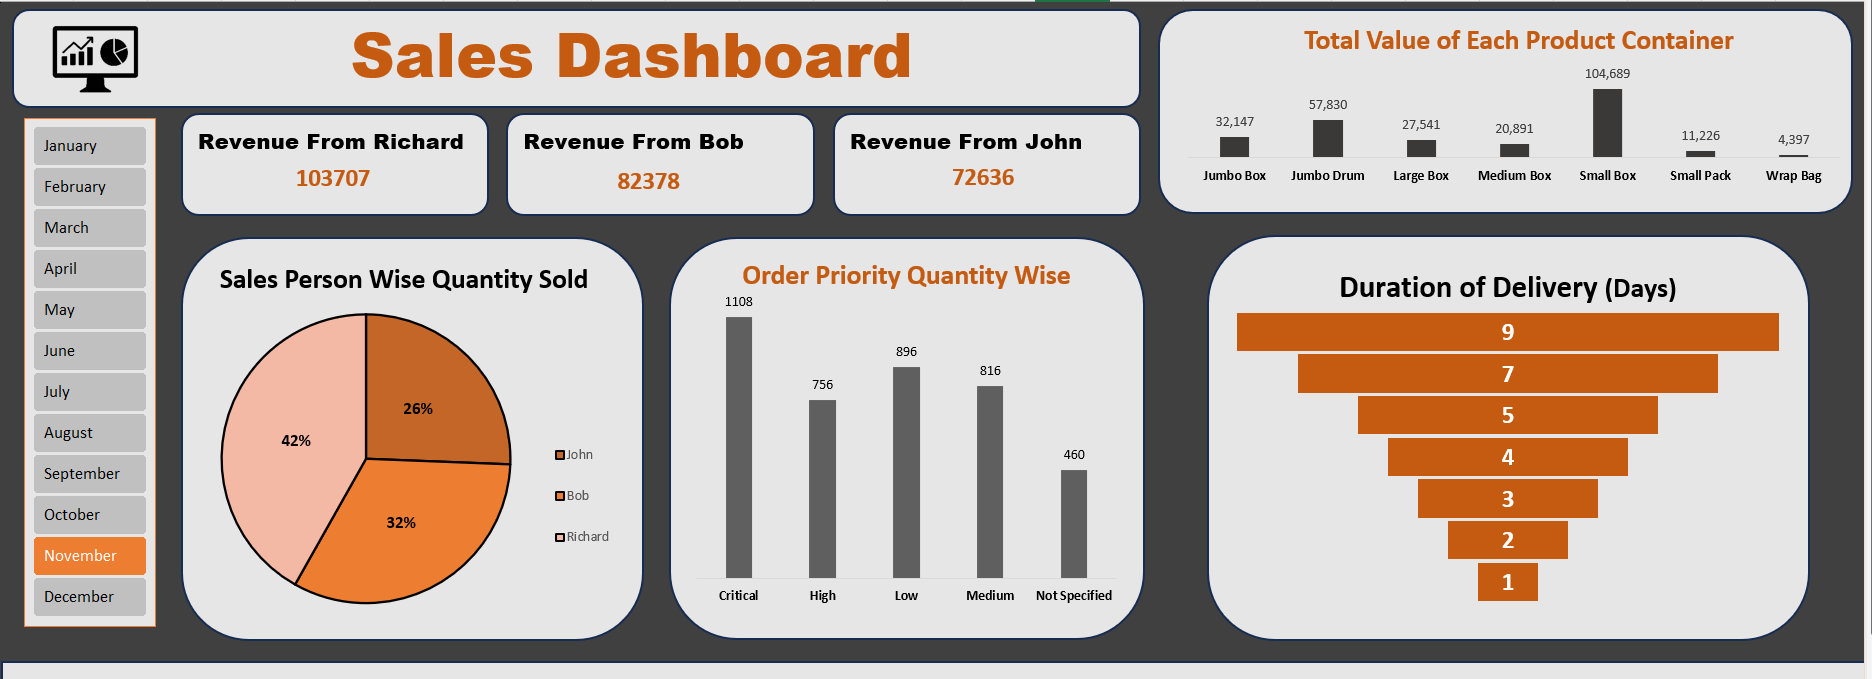 Sales Dashboard
January
February
March
April
May
June
July
August
September
October
November
December
Revenue From Richard
103707
Revenue From Bob
82378
Revenue From John
72636
Total Value of Each Product Container
32,147
57,830
27,541
20,891
104,689
11,226
4,397
Jumbo Box
Jumbo Drum
Large Box
Medium Box
Small Box
Small Pack
Wrap Bag
Sales Person Wise Quantity Sold
26%
42%
32%
John
Bob
Richard
Order Priority Quantity Wise
1108
756
896
816
460
Critical
High
Low
Medium
Not Specified
Duration of Delivery (Days)
9
7
5
4
3
2
1